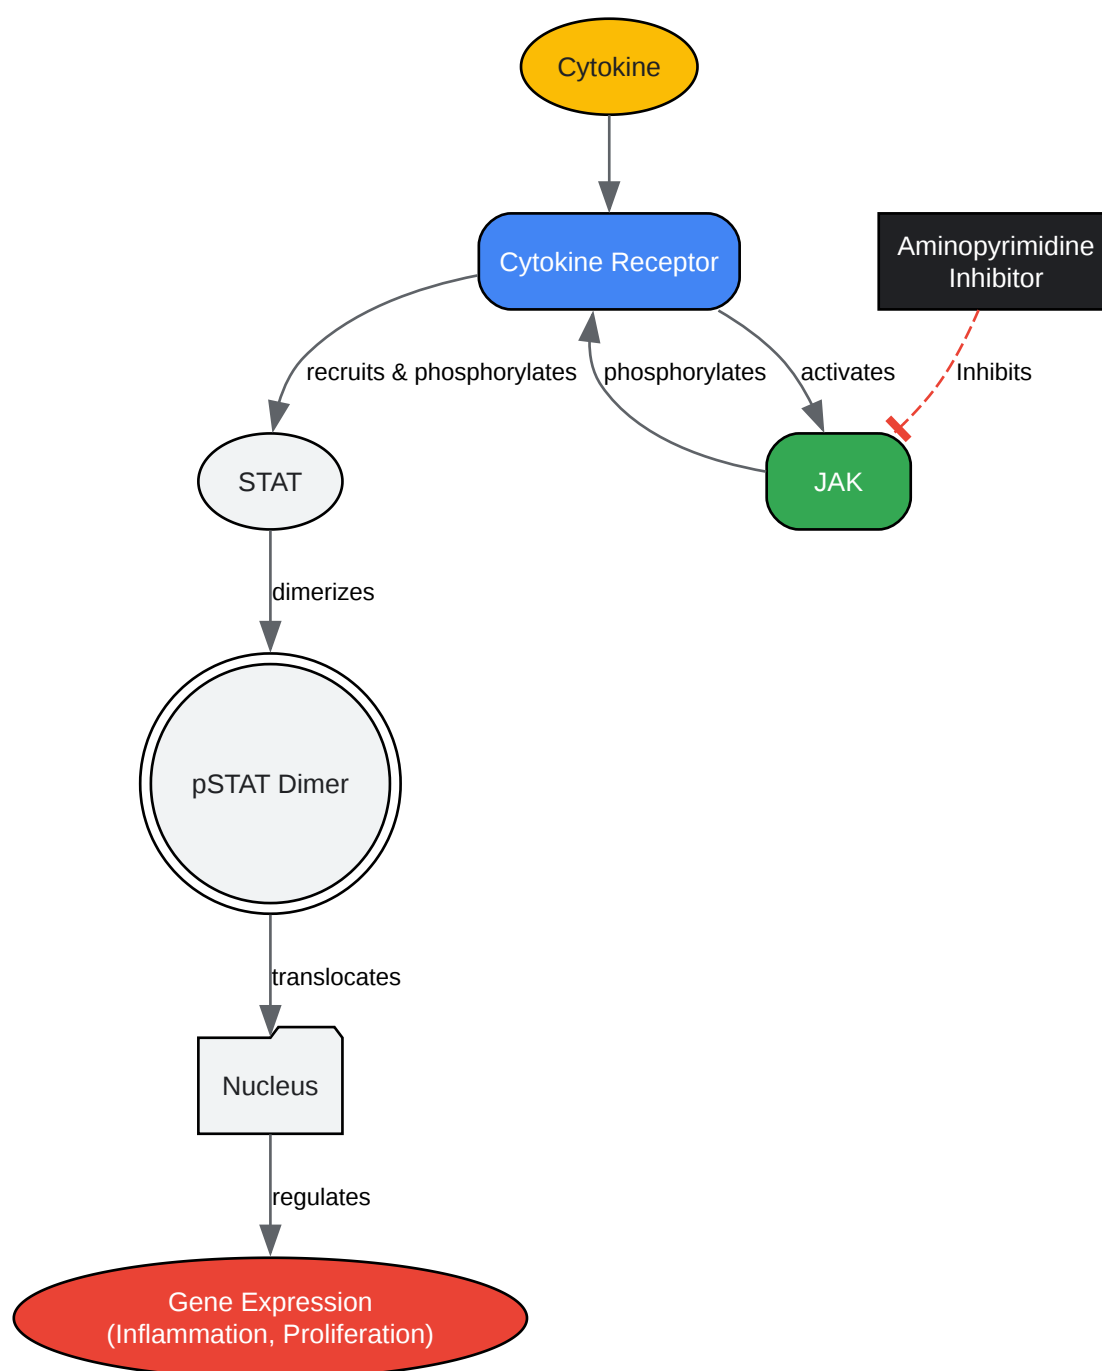 Cytokine
Cytokine Receptor
Aminopyrimidine
Inhibitor
recruits & phosphorylates
phosphorylates
activates
Inhibits
STAT
JAK
dimerizes
pSTAT Dimer
translocates
Nucleus
regulates
Gene Expression
(Inflammation, Proliferation)